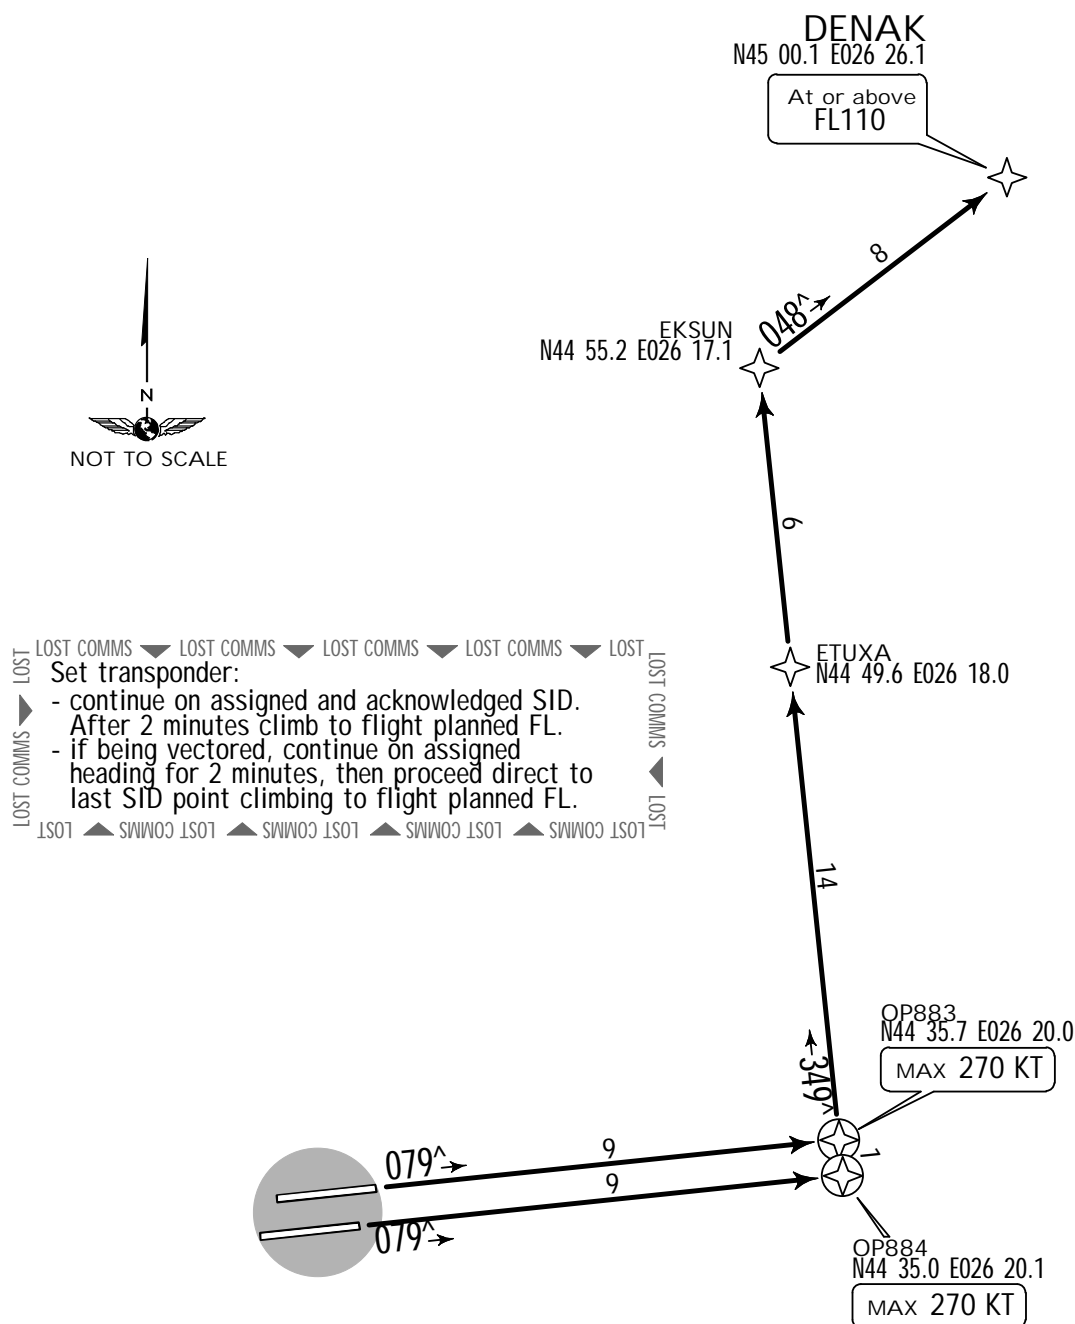 DENAK
N45 00.1 E026 26.1
At or above
FL110
8
048^
EKSUN
N44 55.2 E026 17.1
N
NOT TO SCALE
6
ETUXA
N44 49.6 E026 18.0
LOST COMMS LOST COMMS LOST COMMS LOST COMMS LOST
LOST COMMS LOST
LOST COMMS LOST
LOST COMMS LOST COMMS LOST COMMS LOST COMMS LOST
Set transponder:
- continue on assigned and acknowledged SID.
After 2 minutes climb to flight planned FL.
- if being vectored, continue on assigned
heading for 2 minutes, then proceed direct to
last SID point climbing to flight planned FL.
14
OP883
N44 35.7 E026 20.0
MAX 270 KT
349^
079^
9
1
9
079^
OP884
N44 35.0 E026 20.1
MAX 270 KT